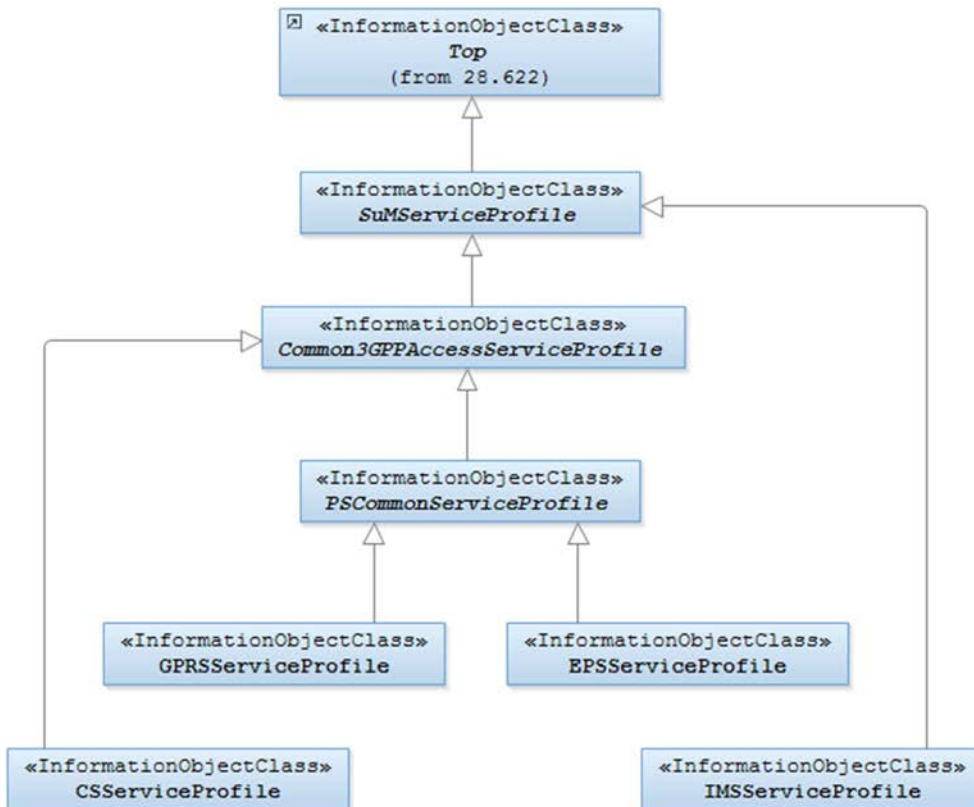 «InformationObjectClass»
Top
(from 28.622)
«InformationObjectClass»
SuMServiceProfile
«InformationObjectClass»
Common3GPPAccessServiceProfile
«InformationObjectClass»
PSCommonServiceProfile
«InformationObjectClass»
GPRSServiceProfile
«InformationObjectClass»
EPSServiceProfile
«InformationObjectClass»
CSServiceProfile
«InformationObjectClass»
IMSServiceProfile